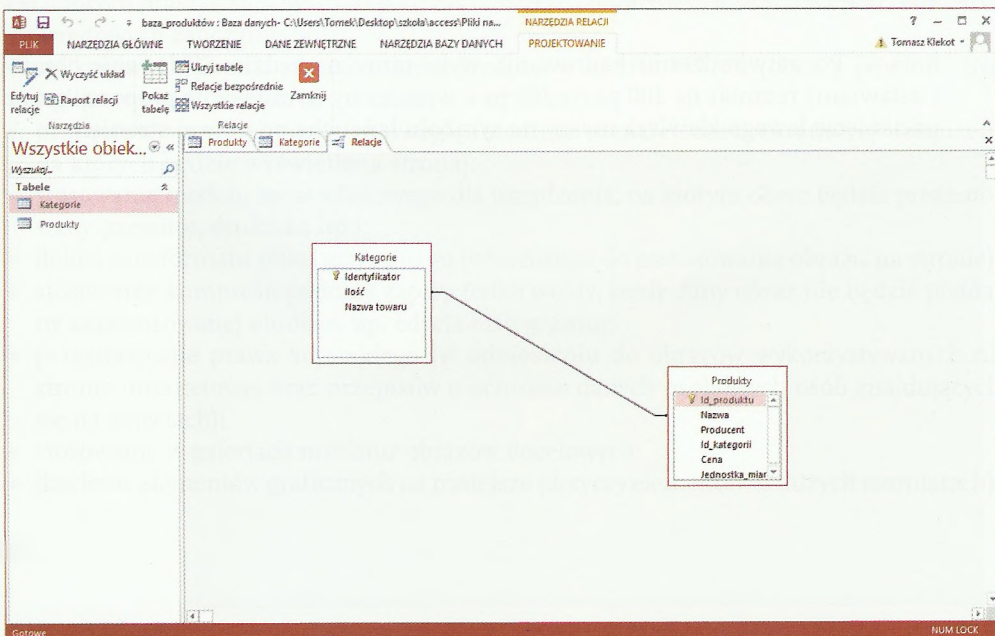 baza_produktów : Baza danych- C:\Users\Tomek\Desktop\szkoła\access\Pliki na...
NARZĘDZIA RELACJI
PLIK NARZĘDZIA GŁÓWNE TWORZENIE DANE ZEWNĘTRZNE NARZĘDZIA BAZY DANYCH PROJEKTOWANIE
Tomasz Klekot
Edytuj relacje
Wyczyść układ
Raport relacji
Narzędzia
Pokaż tabelę
Ukryj tabelę
Relacje bezpośrednie
Wszystkie relacje
Relacje
Zamknij
Wszystkie obiek...
Wyszukaj...
Tabele
Kategorie
Produkty
Produkty Kategorie Relacje
Kategorie
Identyfikator
ilość
Nazwa towaru
Produkty
Id_produktu
Nazwa
Producent
Id_kategorii
Cena
Jednostka_miar
Gotowe
NUM LOCK